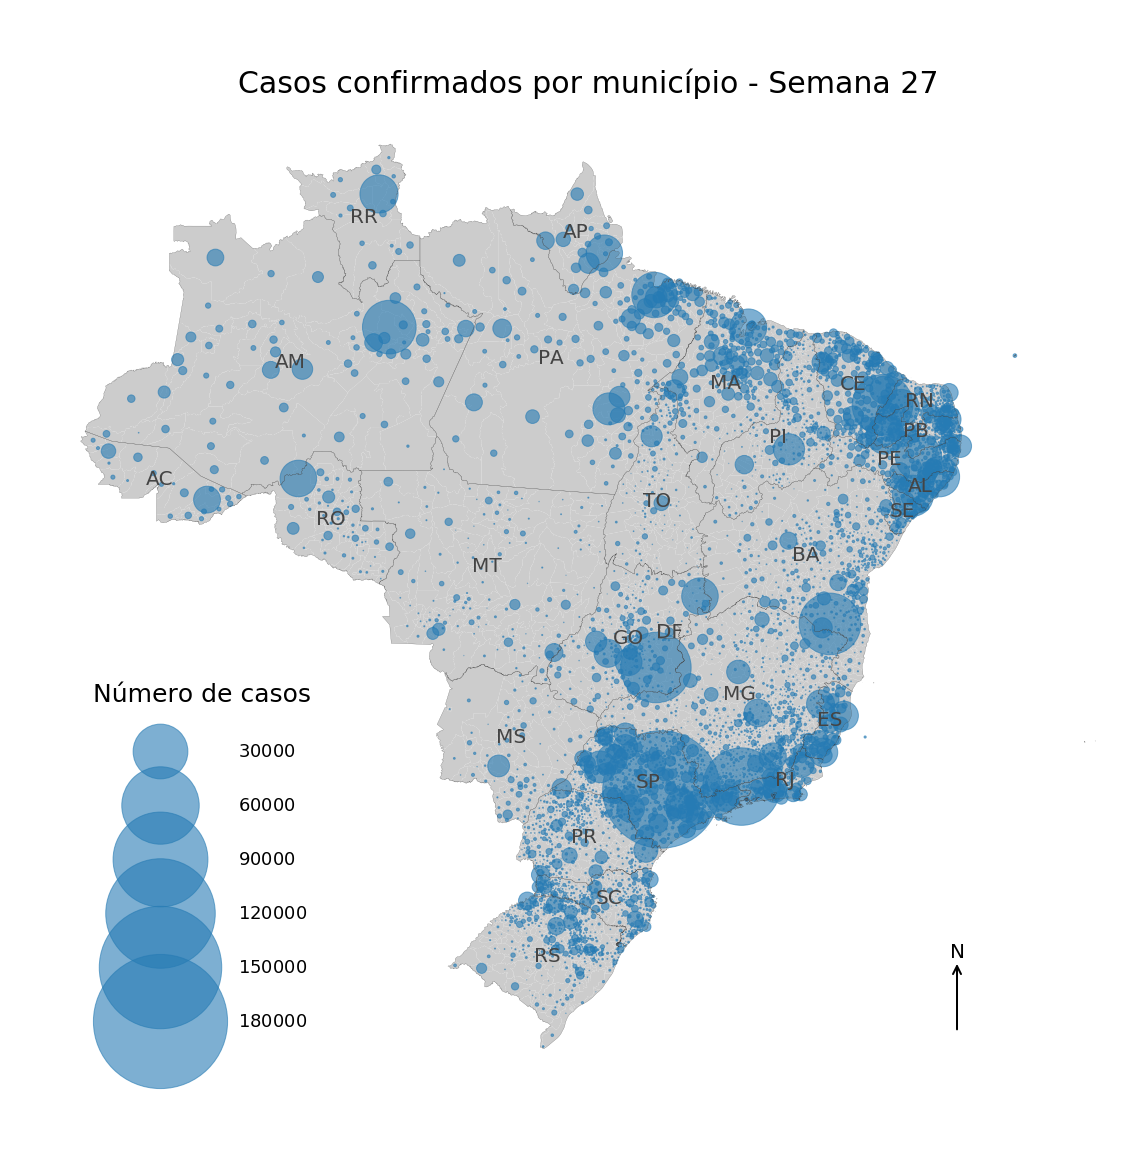 Casos confirmados por município - Semana 27
RR
AP
AM
PA
MA
CE
RN
PB
PI
PE
AC
AL
TO
SE
RO
BA
MT
GO
DF
MG
ES
MS
SP
RJ
PR
SC
RS
Número de casos
30000
60000
90000
120000
150000
180000
N